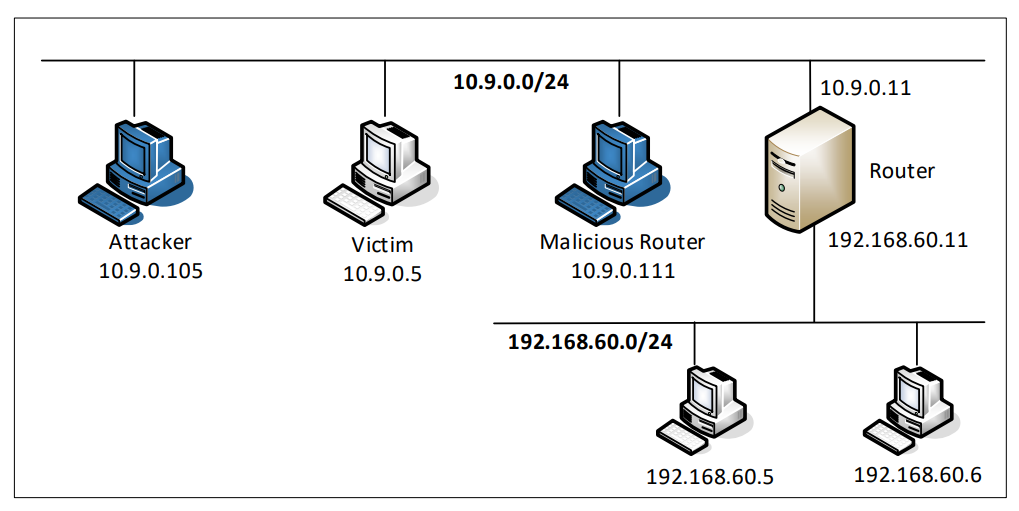 10.9.0.0/24
10.9.0.11
Router
192.168.60.11
Attacker
10.9.0.105
Victim
10.9.0.5
Malicious Router
10.9.0.111
192.168.60.0/24
192.168.60.5
192.168.60.6